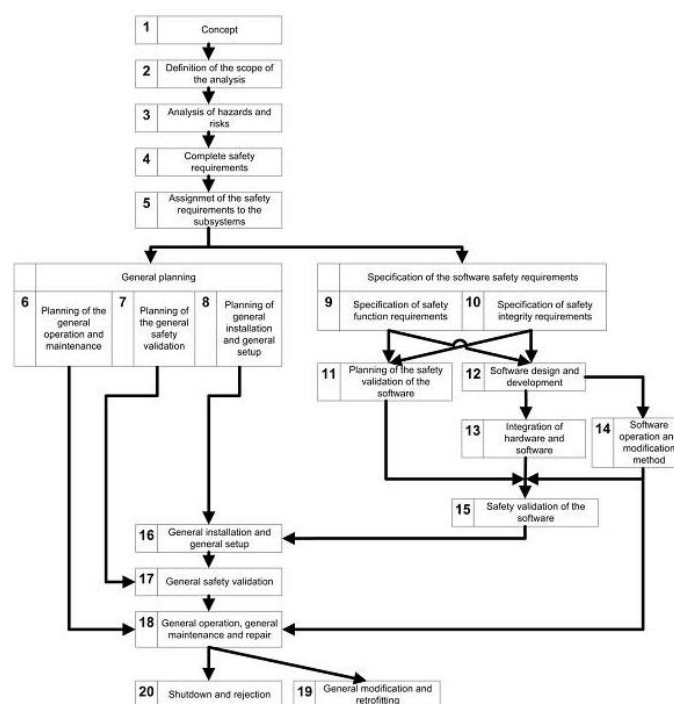 1
Concept
2
Definition of the scope of
the analysis
3
Analysis of hazards and
risks
4
Complete safety
requirements
5
Assignmet of the safety
requirements to the
subsystems
General planning
6
Planning of the
general
operation and
maintenance
7
Planning of
the general
safety
validation
8
Planning of
general
installation
and general
setup
Specification of the software safety requirements
9
Specification of safety
function requirements
10
Specification of safety
integrity requirements
11
Planning of the safety
validation of the
software
12
Software design and
development
13
Integration of
hardware and
software
14
Software
operation an
modification
method
15
Safety validation of the
software
16
General installation and
general setup
17
General safety validation
18
General operation, general
maintenance and repair
20
Shutdown and rejection
19
General modification and
retrofitting